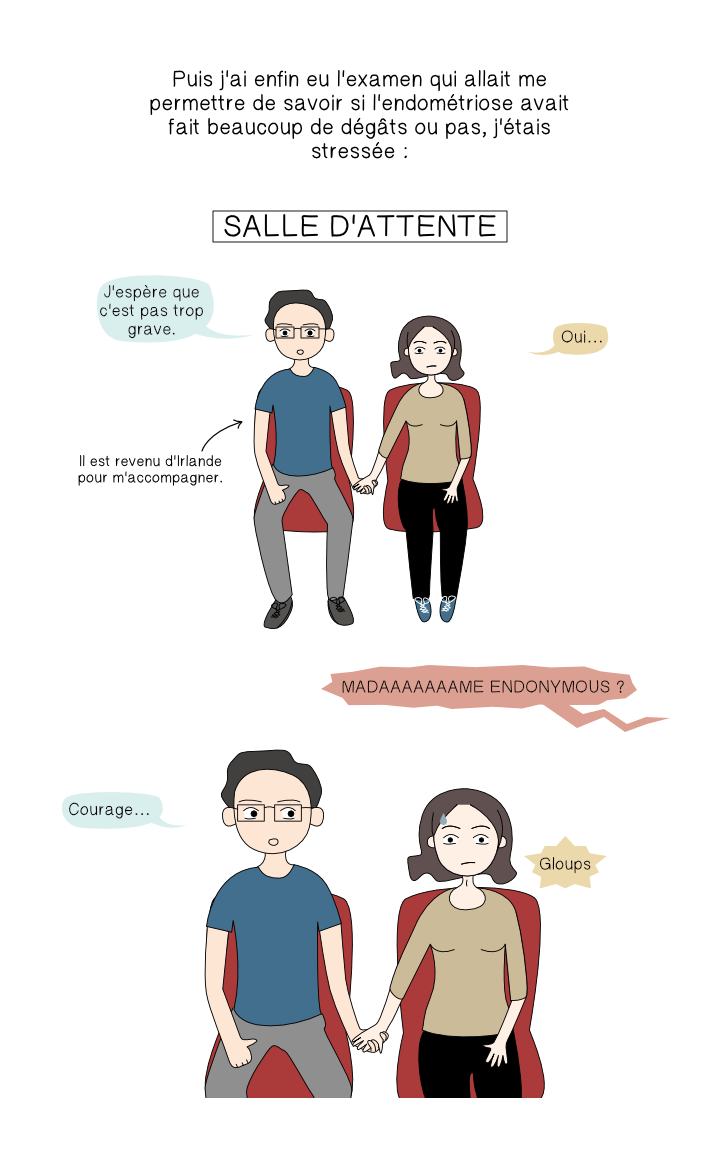 Puis j'ai enfin eu l'examen qui allait me
permettre de savoir si l'endométriose avait
fait beaucoup de dégâts ou pas, j'étais
stressée :
SALLE D'ATTENTE
J'espère que
c'est pas trop
grave.
Oui...
Il est revenu d'Irlande
pour m'accompagner.
MADAAAAAAAME ENDONYMOUS ?
Courage...
Gloups